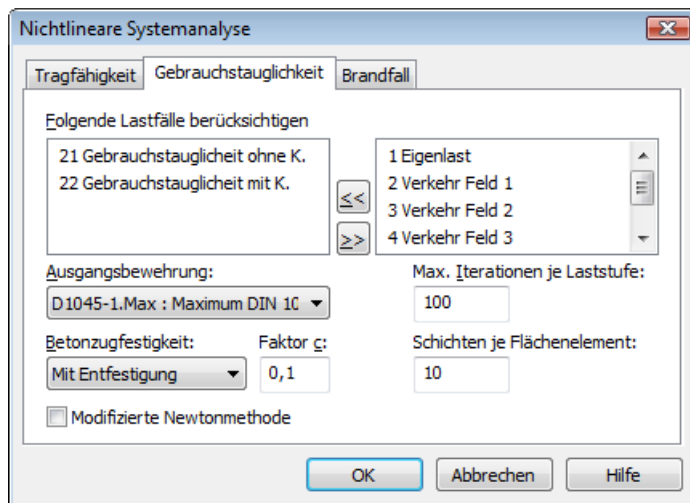 Nichtlineare Systemanalyse
Tragfähigkeit Gebrauchstauglichkeit Brandfall
Folgende Lastfälle berücksichtigen
21 Gebrauchstauglicheit ohne K.
22 Gebrauchstauglicheit mit K.
<<
>>
1 Eigenlast
2 Verkehr Feld 1
3 Verkehr Feld 2
4 Verkehr Feld 3
Ausgangsbewehrung:
Max. Iterationen je Laststufe:
D1045-1.Max : Maximum DIN 10
100
Betonzugfestigkeit:
Faktor c:
Schichten je Flächenelement:
Mit Entfestigung
0,1
10
Modifizierte Newtonmethode
OK Abbrechen Hilfe